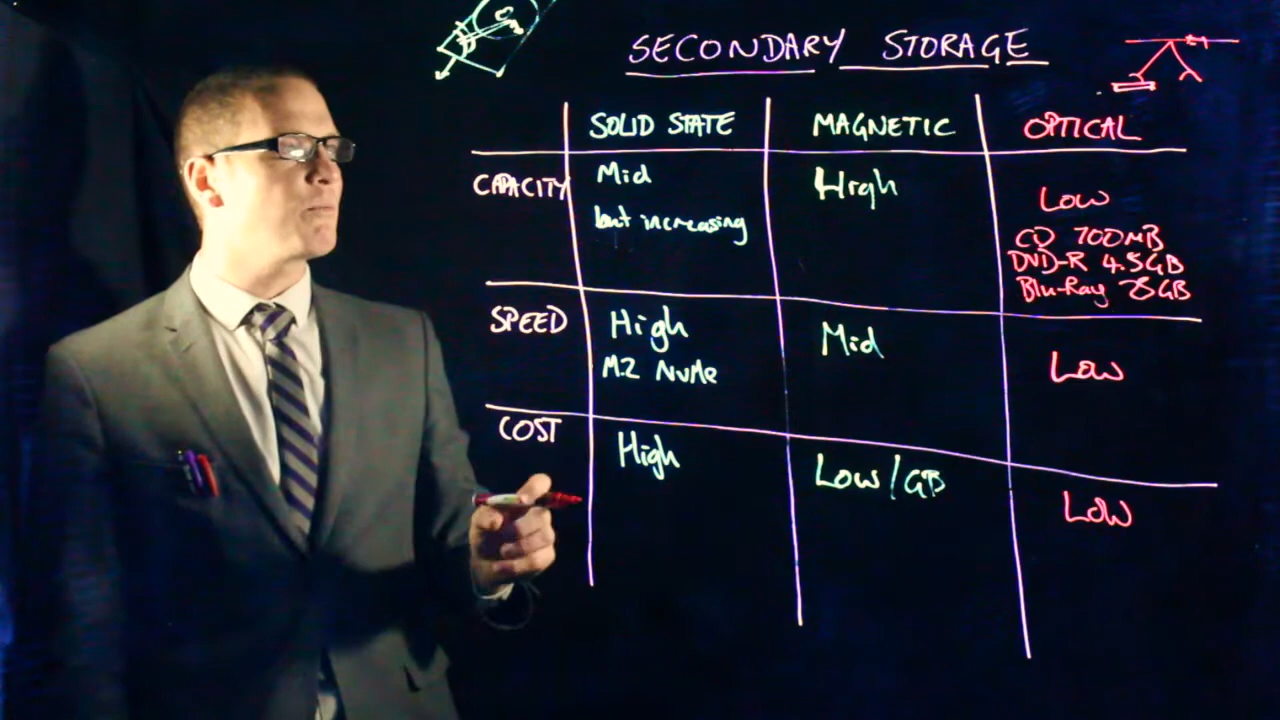 SECONDARY STORAGE
SOLID STATE MAGNETIC OPTICAL
CAPACITY Mid High Low
but increasing
CD 700MB
DVD-R 4.5GB
Blu-Ray 25GB
SPEED High Mid Low
M.2 NVMe
COST High Low/GB Low